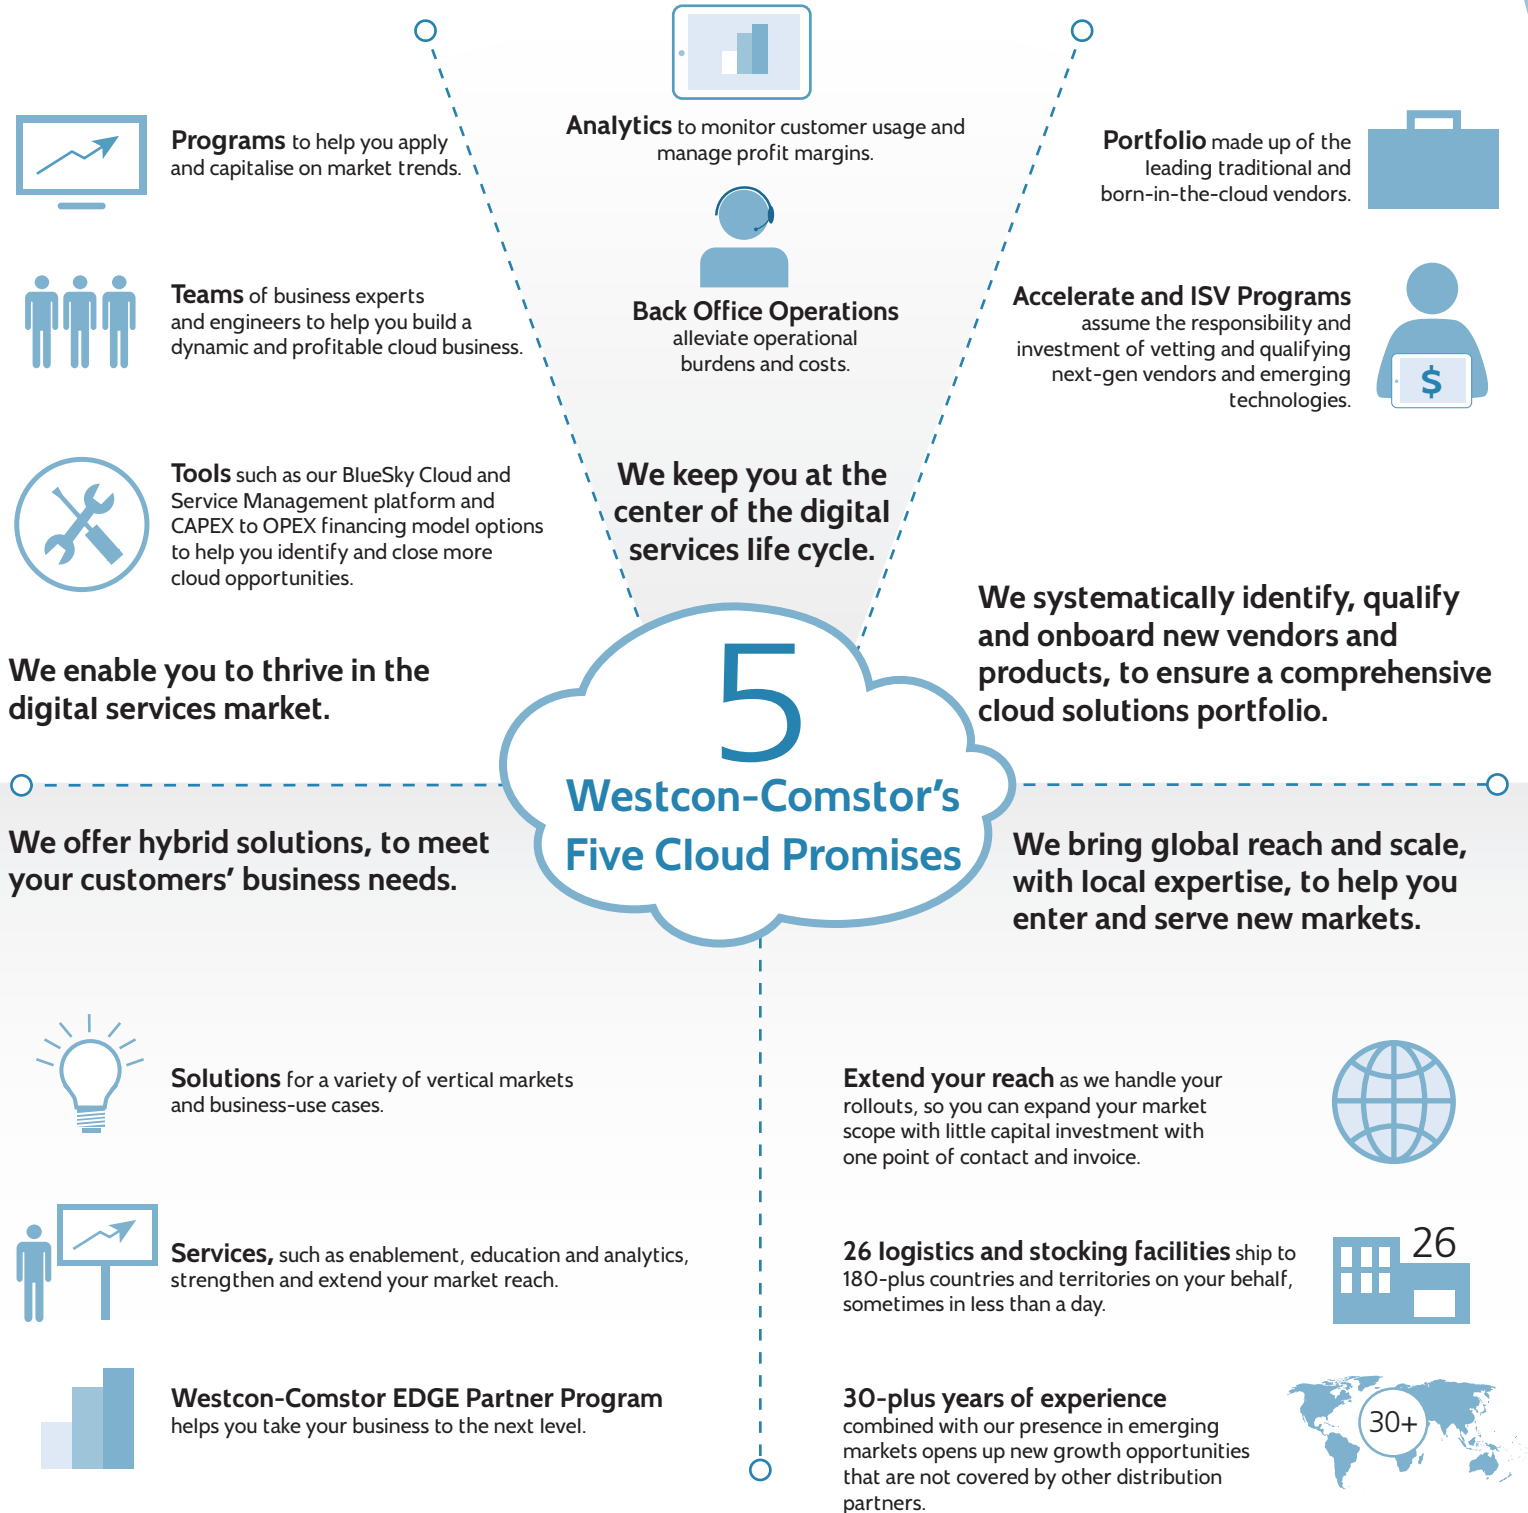 Programs to help you apply
and capitalise on market trends.
Teams of business experts
and engineers to help you build a
dynamic and profitable cloud business.
Tools such as our BlueSky Cloud and
Service Management platform and
CAPEX to OPEX financing model options
to help you identify and close more
cloud opportunities.
We enable you to thrive in the
digital services market.
Analytics to monitor customer usage and
manage profit margins.
Back Office Operations
alleviate operational
burdens and costs.
We keep you at the
center of the digital
services life cycle.
Portfolio made up of the
leading traditional and
born-in-the-cloud vendors.
Accelerate and ISV Programs
assume the responsibility and
investment of vetting and qualifying
next-gen vendors and emerging
technologies.
$
We systematically identify, qualify
and onboard new vendors and
products, to ensure a comprehensive
cloud solutions portfolio.
5
Westcon-Comstor’s
Five Cloud Promises
We offer hybrid solutions, to meet
your customers’ business needs.
Solutions for a variety of vertical markets
and business-use cases.
Services, such as enablement, education and analytics,
strengthen and extend your market reach.
Westcon-Comstor EDGE Partner Program
helps you take your business to the next level.
We bring global reach and scale,
with local expertise, to help you
enter and serve new markets.
Extend your reach as we handle your
rollouts, so you can expand your market
scope with little capital investment with
one point of contact and invoice.
26 logistics and stocking facilities ship to
180-plus countries and territories on your behalf,
sometimes in less than a day.
26
30-plus years of experience
combined with our presence in emerging
markets opens up new growth opportunities
that are not covered by other distribution
partners.
30+